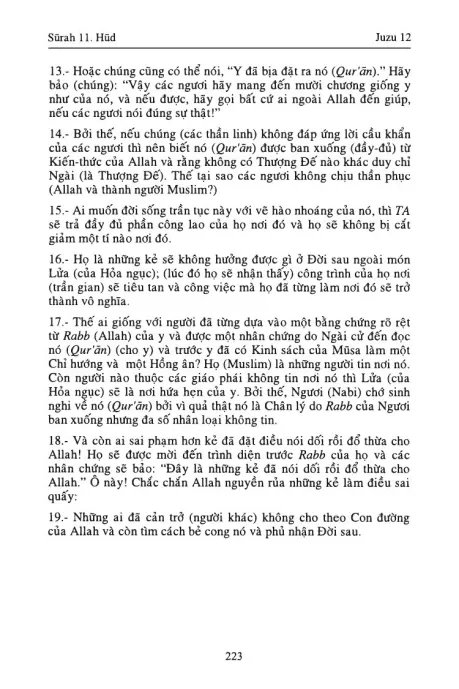 Sūrah 11. Hūd Juzu 12
13.- Hoặc chúng cũng có thể nói, “Y đã bịa đặt ra nó (Qur'ān).” Hãy
bảo (chúng): “Vậy các ngươi hãy mang đến mười chương giống y
như của nó, và nếu được, hãy gọi bất cứ ai ngoài Allah đến giúp,
nếu các ngươi nói đúng sự thật!”
14.- Bởi thế, nếu chúng (các thần linh) không đáp ứng lời cầu khẩn
của các ngươi thì nên biết nó (Qur'ān) được ban xuống (đầy-đủ) từ
Kiến-thức của Allah và rằng không có Thượng Đế nào khác duy chỉ
Ngài (là Thượng Đế). Thế tại sao các ngươi không chịu thần phục
(Allah và thành người Muslim?)
15.- Ai muốn đời sống trần tục này với vẽ hào nhoáng của nó, thì TA
sẽ trả đầy đủ phần công lao của họ nơi đó và họ sẽ không bị cắt
giảm một tí nào nơi đó.
16.- Họ là những kẻ sẽ không hưởng được gì ở Đời sau ngoài món
Lửa (của Hỏa ngục); (lúc đó họ sẽ nhận thấy) công trình của họ nơi
(trần gian) sẽ tiêu tan và công việc mà họ đã từng làm nơi đó sẽ trở
thành vô nghĩa.
17.- Thế ai giống với người đã từng dựa vào một bằng chứng rõ rệt
từ Rabb (Allah) của y và được một nhân chứng do Ngài cử đến đọc
nó (Qur'ān) (cho y) và trước y đã có Kinh sách của Mūsa làm một
Chỉ hướng và một Hồng ân? Họ (Muslim) là những người tin nơi nó.
Còn người nào thuộc các giáo phái không tin nơi nó thì Lửa (của
Hỏa ngục) sẽ là nơi hứa hẹn của y. Bởi thế, Ngươi (Nabi) chớ sinh
nghi về nó (Qur'ān) bởi vì quả thật nó là Chân lý do Rabb của Ngươi
ban xuống nhưng đa số nhân loại không tin.
18.- Và còn ai sai phạm hơn kẻ đã đặt điều nói dối rồi đổ thừa cho
Allah! Họ sẽ được mời đến trình diện trước Rabb của họ và các
nhân chứng sẽ bảo: “Đây là những kẻ đã nói dối rồi đổ thừa cho
Allah.” Ô này! Chắc chắn Allah nguyền rủa những kẻ làm điều sai
quấy:
19.- Những ai đã cản trở (người khác) không cho theo Con đường
của Allah và còn tìm cách bẻ cong nó và phủ nhận Đời sau.
223